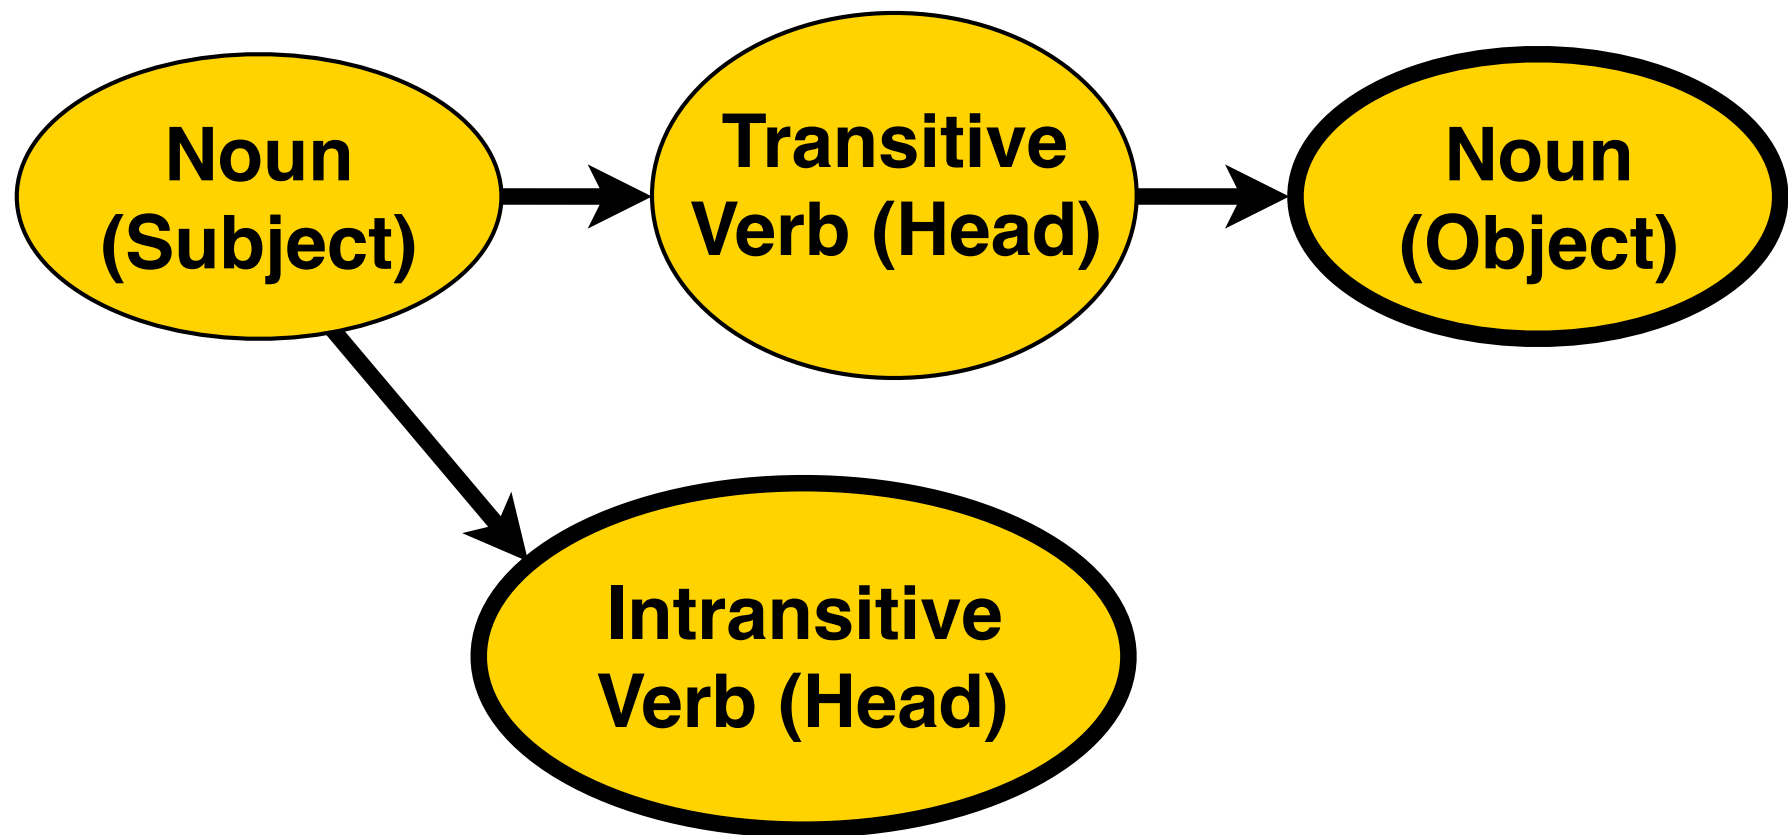 Noun
(Subject)
Transitive
Verb (Head)
Noun
(Object)
Intransitive
Verb (Head)